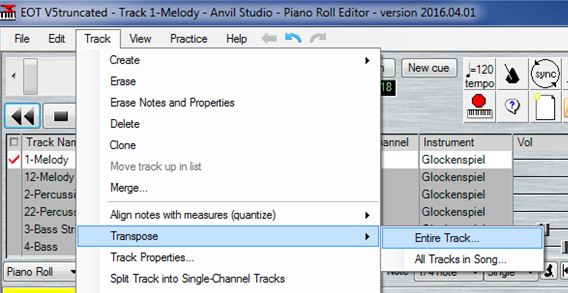 EOT V5truncated - Track 1-Melody - Anvil Studio - Piano Roll Editor - version 2016.04.01
File Edit Track View Practice Help
Create
Erase
Erase Notes and Properties
Delete
Clone
Move track up in list
Merge...
Align notes with measures (quantize)
Transpose
Track Properties...
Split Track into Single-Channel Tracks
Entire Track...
All Tracks in Song...
New cue
18
=120
tempo
sync
Track Nam
Instrument
Vol
1-Melody
Glockenspiel
12-Melody
Glockenspiel
2-Percussi
Glockenspiel
22-Percus
Glockenspiel
3-Bass Str
4-Bass
Piano Roll
Note
1/4 note
Single